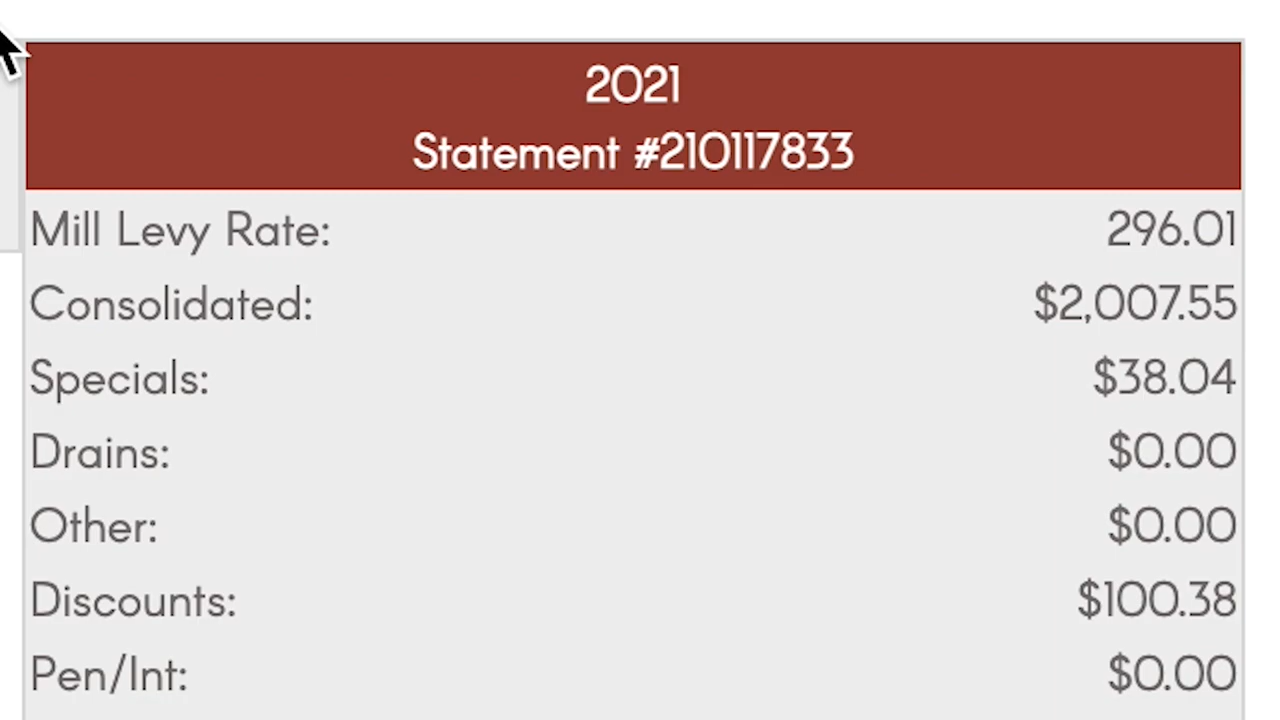 2021
Statement #210117833
Mill Levy Rate: 296.01
Consolidated: $2,007.55
Specials: $38.04
Drains: $0.00
Other: $0.00
Discounts: $100.38
Pen/Int: $0.00